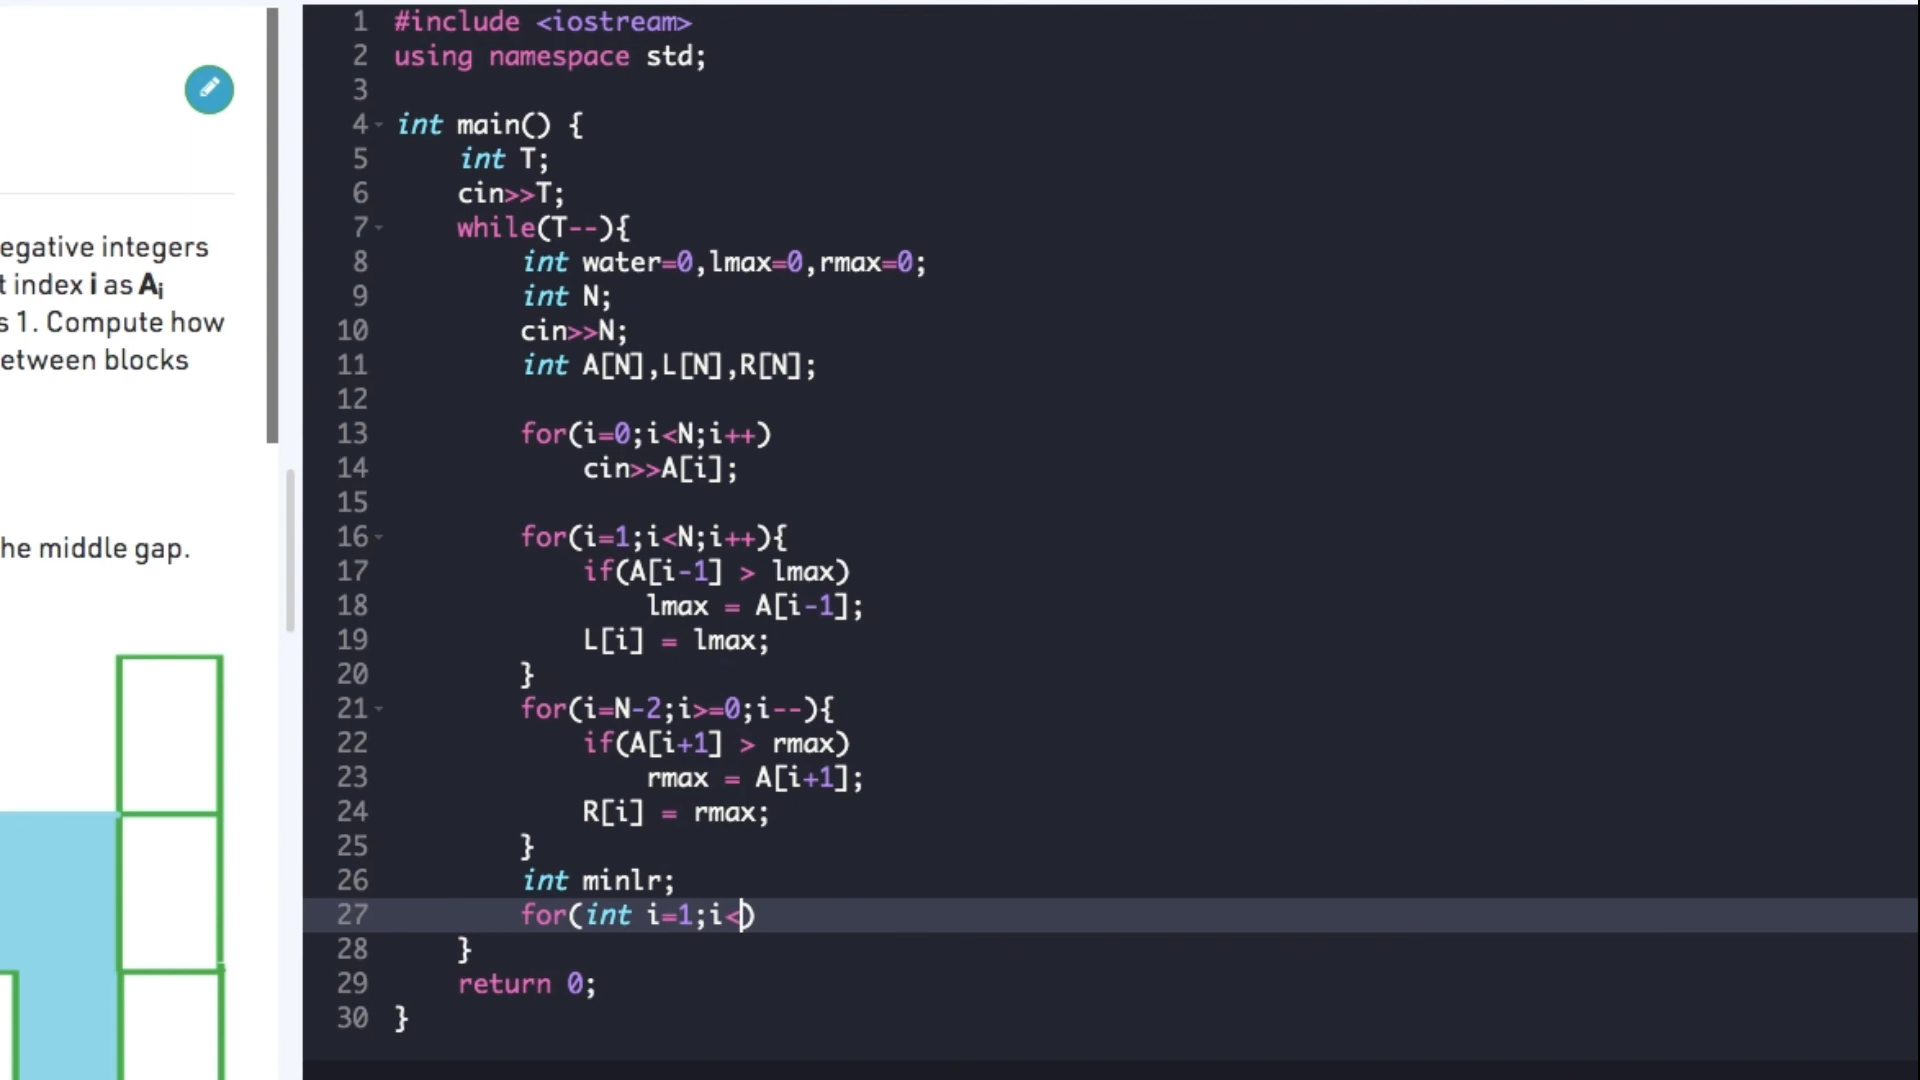 egative integers
t index i as Ai
s 1. Compute how
etween blocks
he middle gap.
1 #include <iostream>
2 using namespace std;
3
4 int main() {
5     int T;
6     cin>>T;
7     while(T--){
8         int water=0,lmax=0,rmax=0;
9         int N;
10         cin>>N;
11         int A[N],L[N],R[N];
12
13         for(i=0;i<N;i++)
14             cin>>A[i];
15
16         for(i=1;i<N;i++){
17             if(A[i-1] > lmax)
18                 lmax = A[i-1];
19             L[i] = lmax;
20         }
21         for(i=N-2;i>=0;i--){
22             if(A[i+1] > rmax)
23                 rmax = A[i+1];
24             R[i] = rmax;
25         }
26         int minlr;
27         for(int i=1;i<)
28     }
29     return 0;
30 }